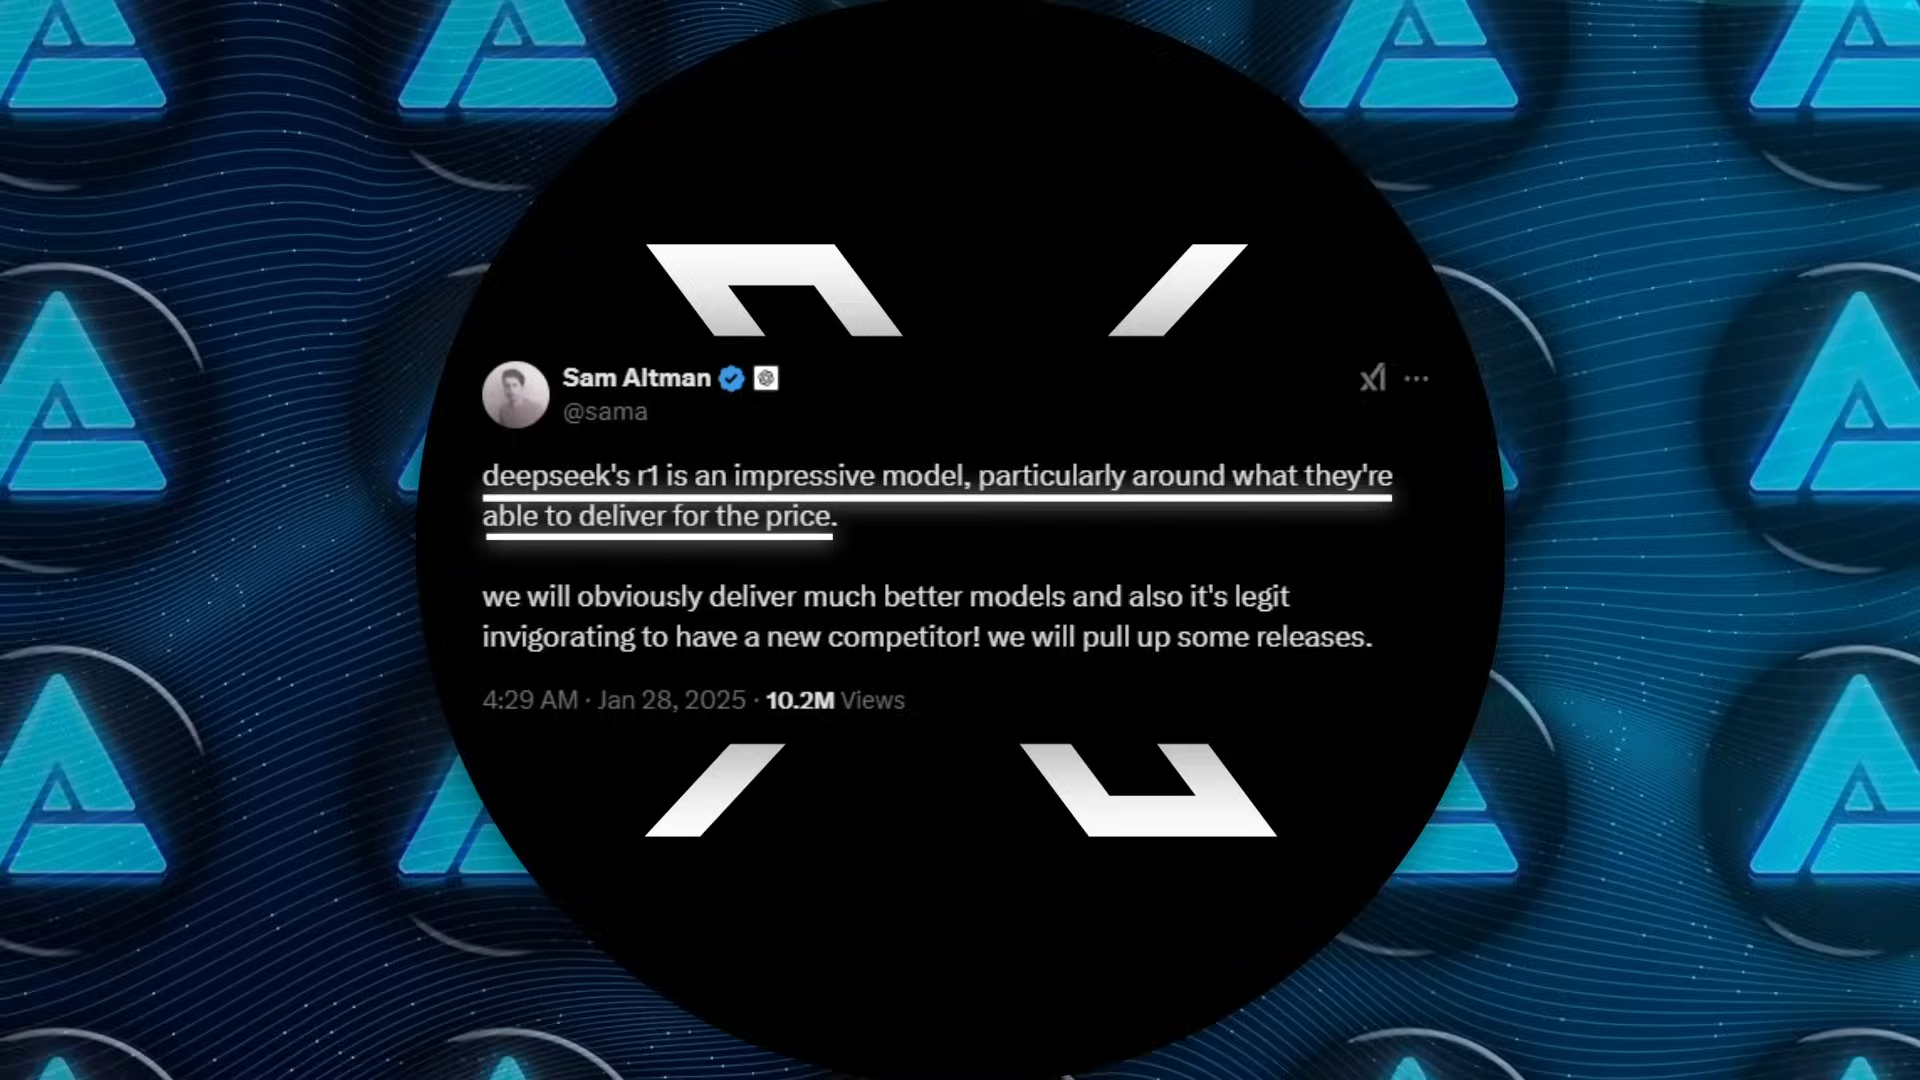 Sam Altman
@sama
deepseek's r1 is an impressive model, particularly around what they're
able to deliver for the price.
we will obviously deliver much better models and also it's legit
invigorating to have a new competitor! we will pull up some releases.
4:29 AM · Jan 28, 2025 · 10.2M Views